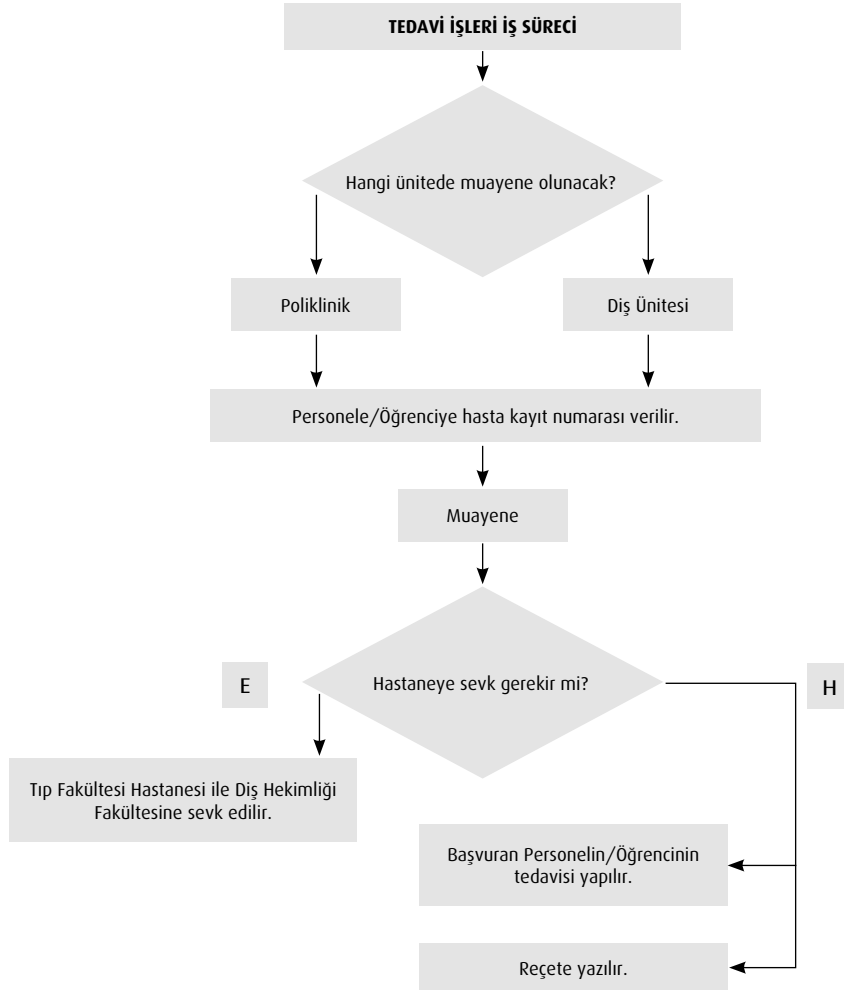 TEDAVİ İŞLERİ İŞ SÜRECİ
Hangi ünitede muayene olunacak?
Poliklinik
Diş Ünitesi
Personele/Öğrenciye hasta kayıt numarası verilir.
Muayene
E
Hastaneye sevk gerekir mi?
H
Tıp Fakültesi Hastanesi ile Diş Hekimliği
Fakültesine sevk edilir.
Başvuran Personelin/Öğrencinin
tedavisi yapılır.
Reçete yazılır.